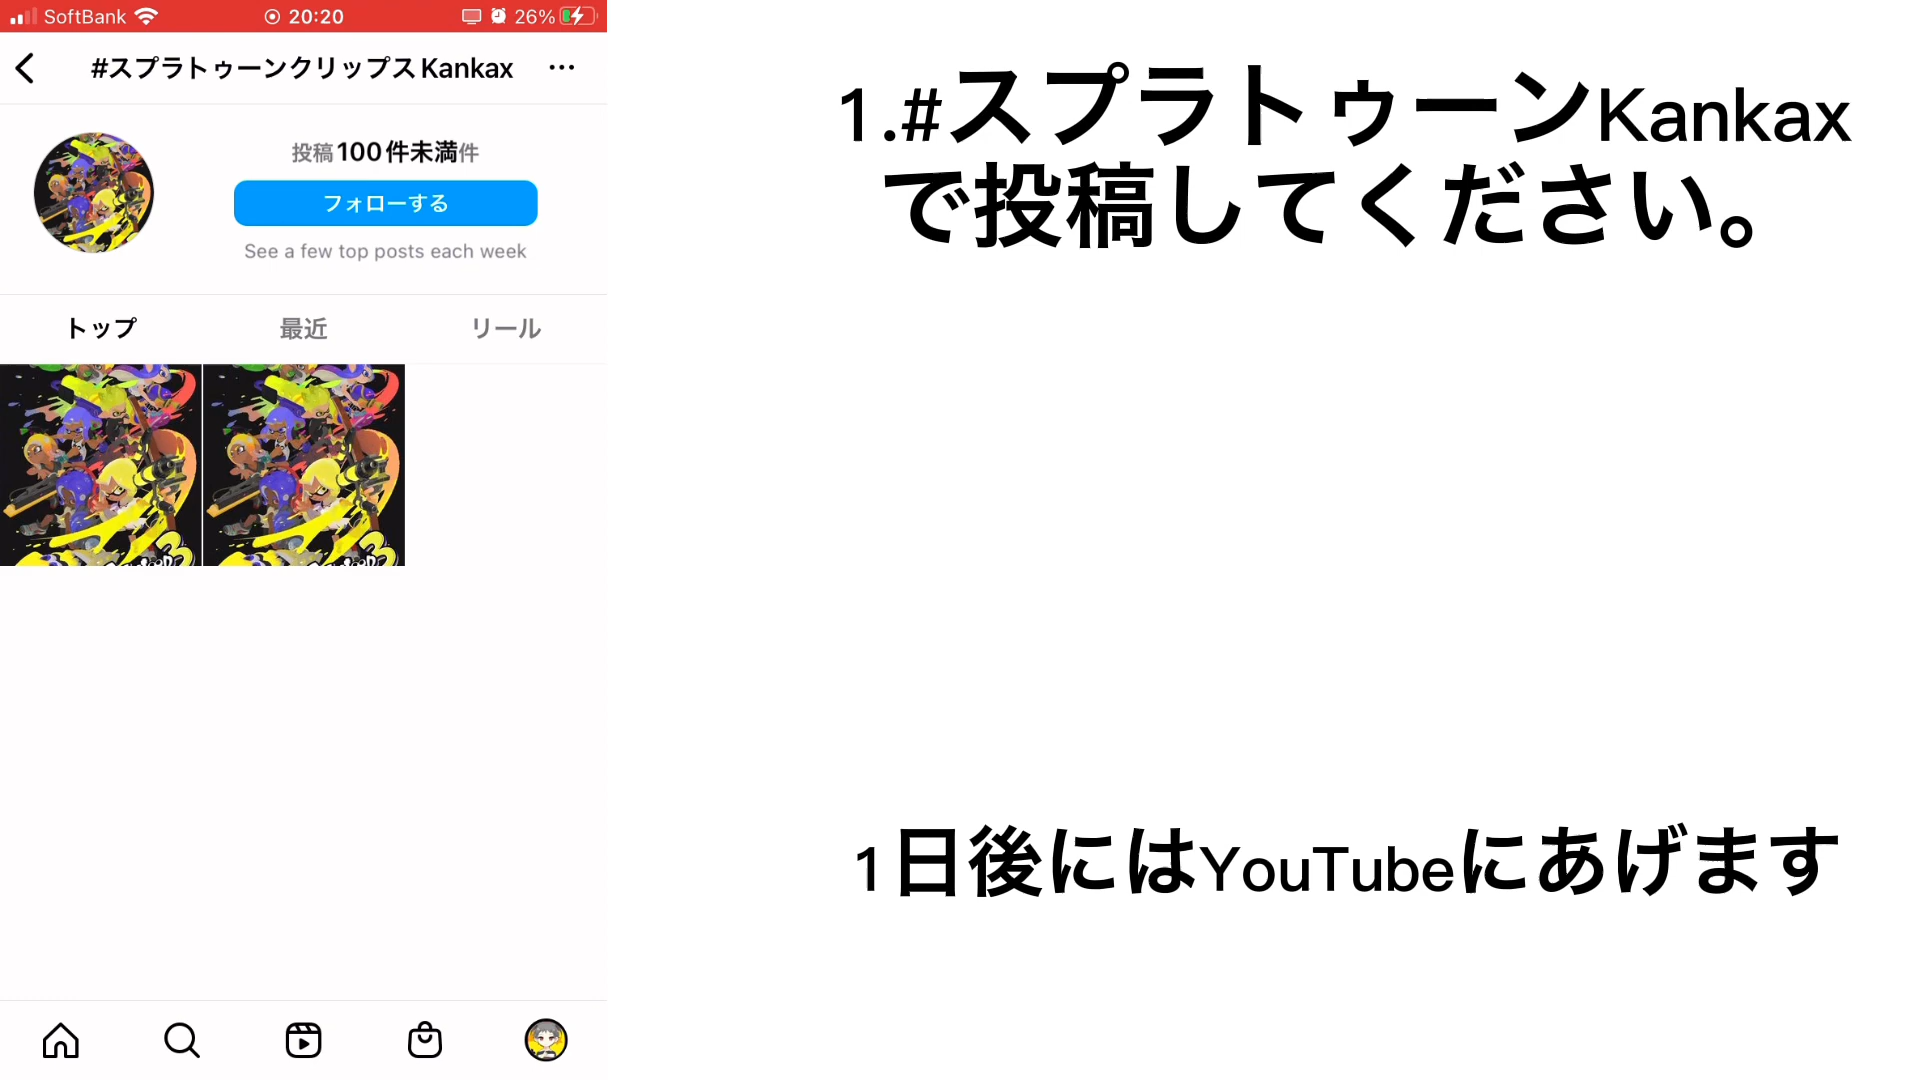 SoftBank 20:20 26%
#スプラトゥーンクリップスKankax
投稿100件未満件
フォローする
See a few top posts each week
トップ 最近 リール
3
3
1.#スプラトゥーンKankax
で投稿してください。
1日後にはYouTubeにあげます